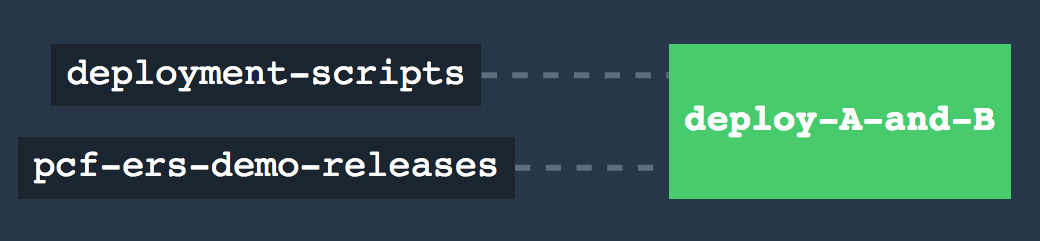 deployment-scripts
pcf-ers-demo-releases
deploy-A-and-B